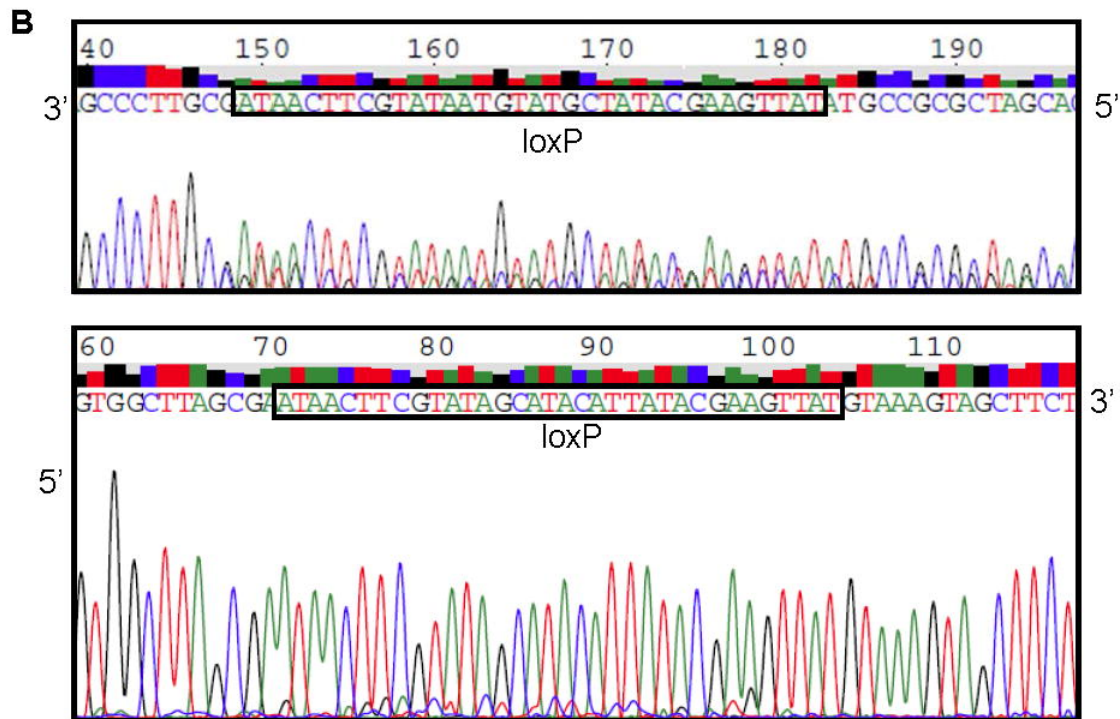 B
40 150 160 170 180 190
3’ GCCCTTGCGATAACTTCGTATAATGTATGCTATACGAAGTTATATGCCGCGCTAGCAC 5’
loxP
60 70 80 90 100 110
GTGGCTTAGCGAATAACTTCGTATAGCATACATTATACGAAGTTATGTAAAGTAGCTTCT 3’
loxP
5’